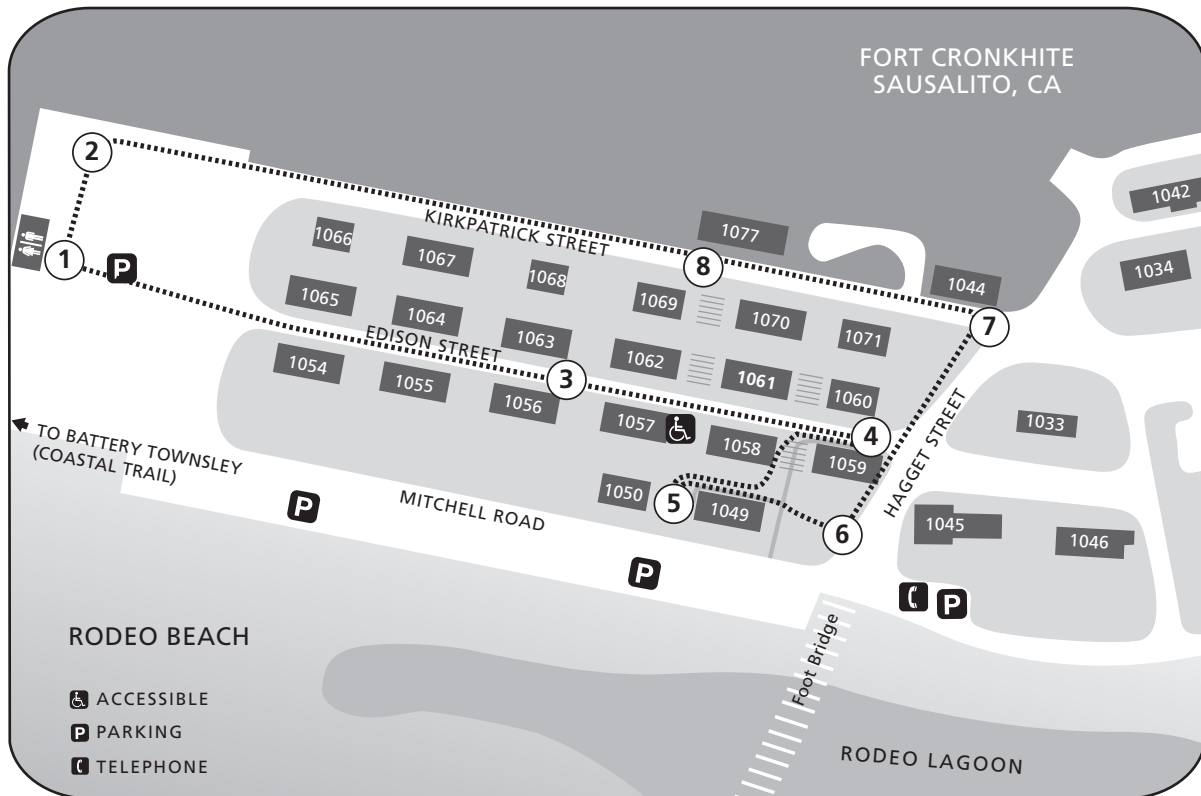 FORT CRONKHITE
SAUSALITO, CA
2
1
P
1066
1067
1068
KIRKPATRICK STREET
1077
8
1044
7
1042
1034
1065
1064
1063
1069
1070
1071
EDISON STREET
1062
1061
1060
3
4
1054
1055
1056
1057
1058
1059
1033
HAGGET STREET
TO BATTERY TOWNSLEY
(COASTAL TRAIL)
1050
5
1049
6
1045
1046
P
MITCHELL ROAD
P
P
Foot Bridge
RODEO BEACH
ACCESSIBLE
P PARKING
TELEPHONE
RODEO LAGOON